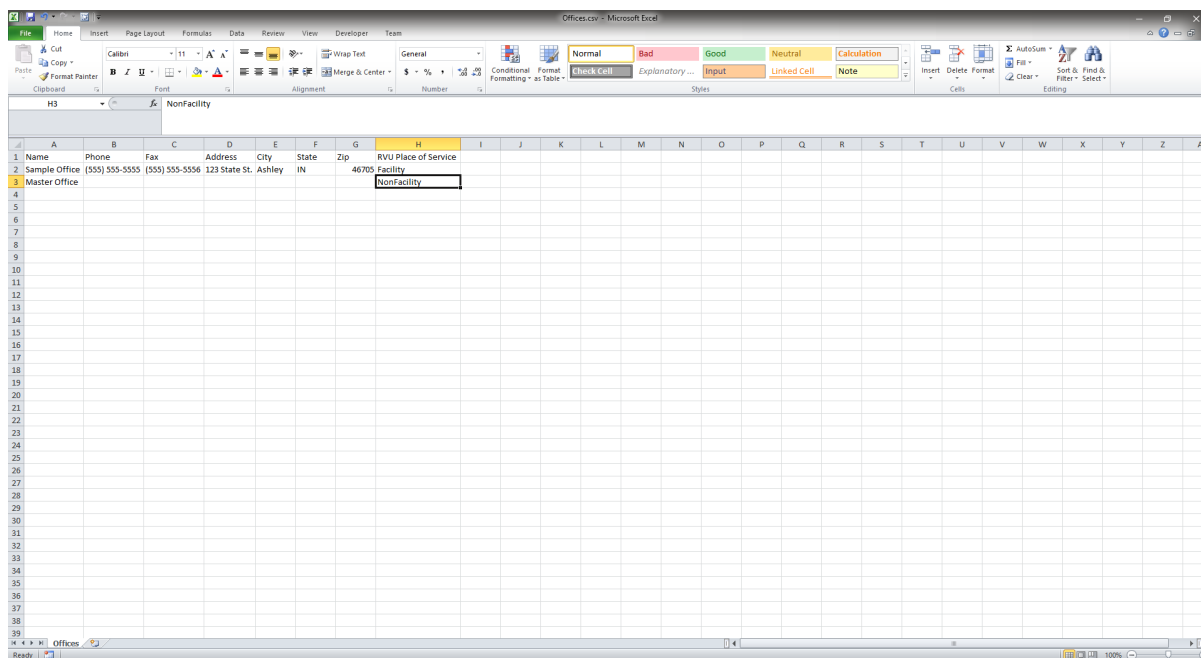 Offices.csv - Microsoft Excel
File Home Insert Page Layout Formulas Data Review View Developer Team
Paste
Cut
Copy
Format Painter
Clipboard
Calibri 11 A A
B I U A
Font
Wrap Text
Merge & Center
Alignment
General
$ % , .0 .00 .00 .0
Number
Conditional Formatting
Format as Table
Normal Bad Good Neutral Calculation
Check Cell Explanatory ... Input Linked Cell Note
Styles
Insert Delete Format
Cells
Σ AutoSum
Fill
Clear
Sort & Filter
Find & Select
Editing
H3 fx NonFacility
A B C D E F G H I J K L M N O P Q R S T U V W X Y Z
1 Name Phone Fax Address City State Zip RVU Place of Service
2 Sample Office (555) 555-5555 (555) 555-5556 123 State St. Ashley IN 46705 Facility
3 Master Office NonFacility
4
5
6
7
8
9
10
11
12
13
14
15
16
17
18
19
20
21
22
23
24
25
26
27
28
29
30
31
32
33
34
35
36
37
38
39
Offices
Ready 100%